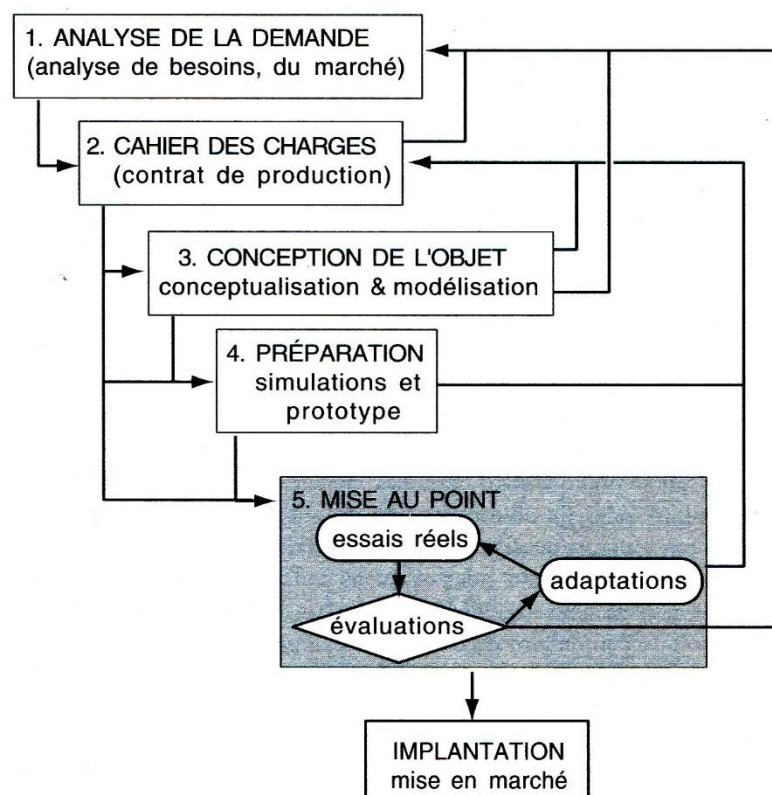 1. ANALYSE DE LA DEMANDE
(analyse de besoins, du marché)
2. CAHIER DES CHARGES
(contrat de production)
3. CONCEPTION DE L'OBJET
conceptualisation & modélisation
4. PRÉPARATION
simulations et
prototype
5. MISE AU POINT
essais réels
adaptations
évaluations
IMPLANTATION
mise en marché